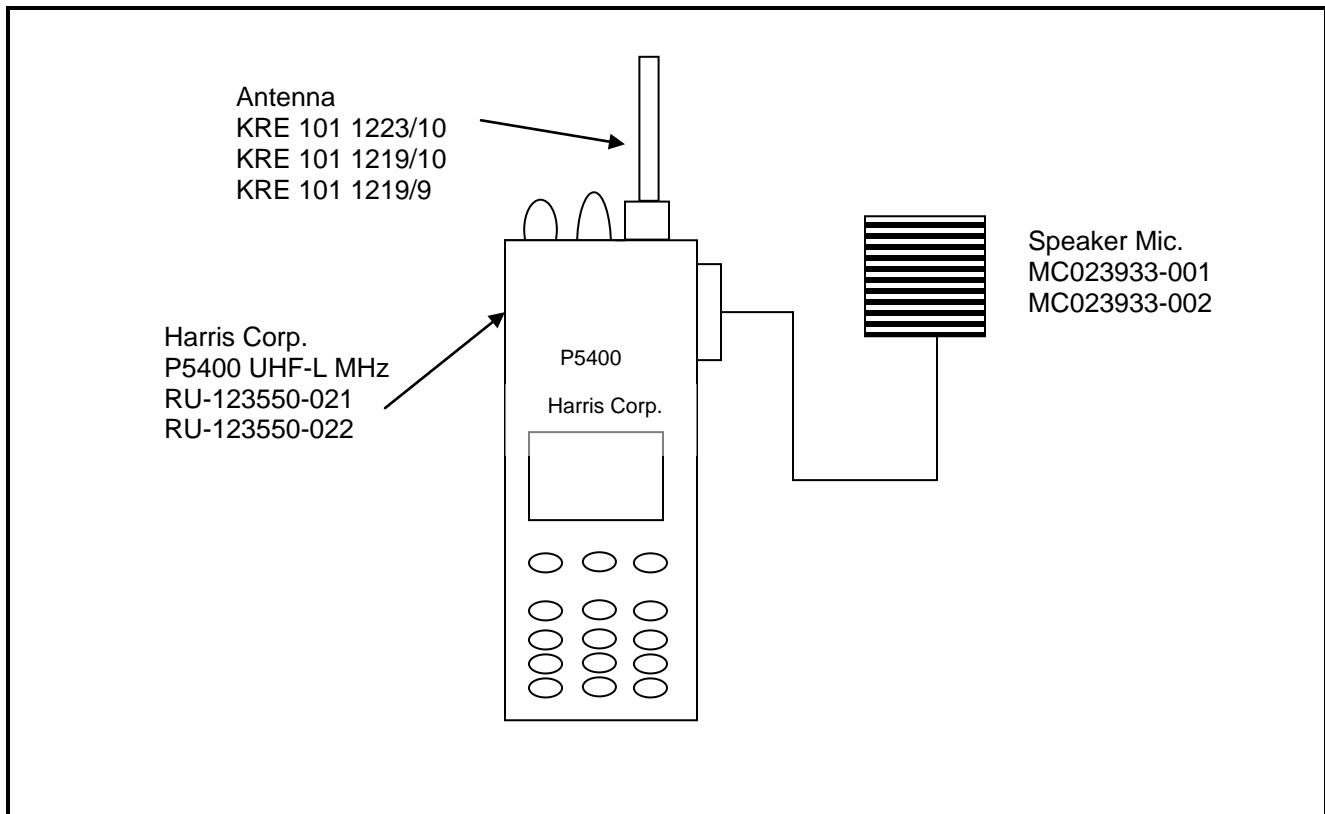 Antenna
KRE 101 1223/10
KRE 101 1219/10
KRE 101 1219/9
Speaker Mic.
MC023933-001
MC023933-002
Harris Corp.
P5400 UHF-L MHz
RU-123550-021
RU-123550-022
P5400
Harris Corp.